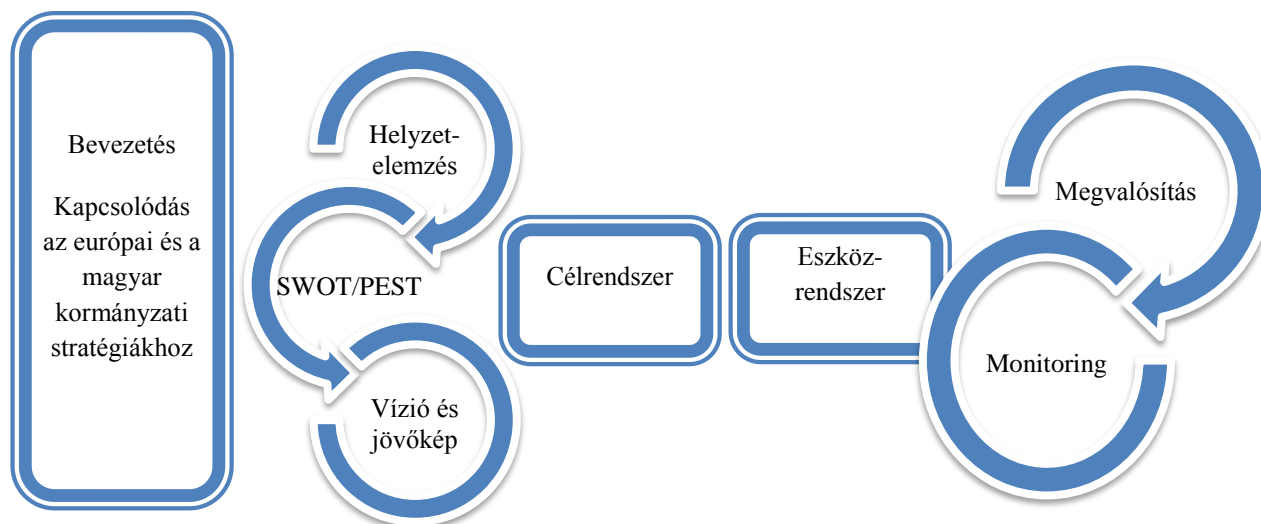 Bevezetés
Kapcsolódás
az európai és a
magyar
kormányzati
stratégiákhoz
Helyzet-
elemzés
SWOT/PEST
Vízió és
jövőkép
Célrendszer
Eszköz-
rendszer
Megvalósítás
Monitoring